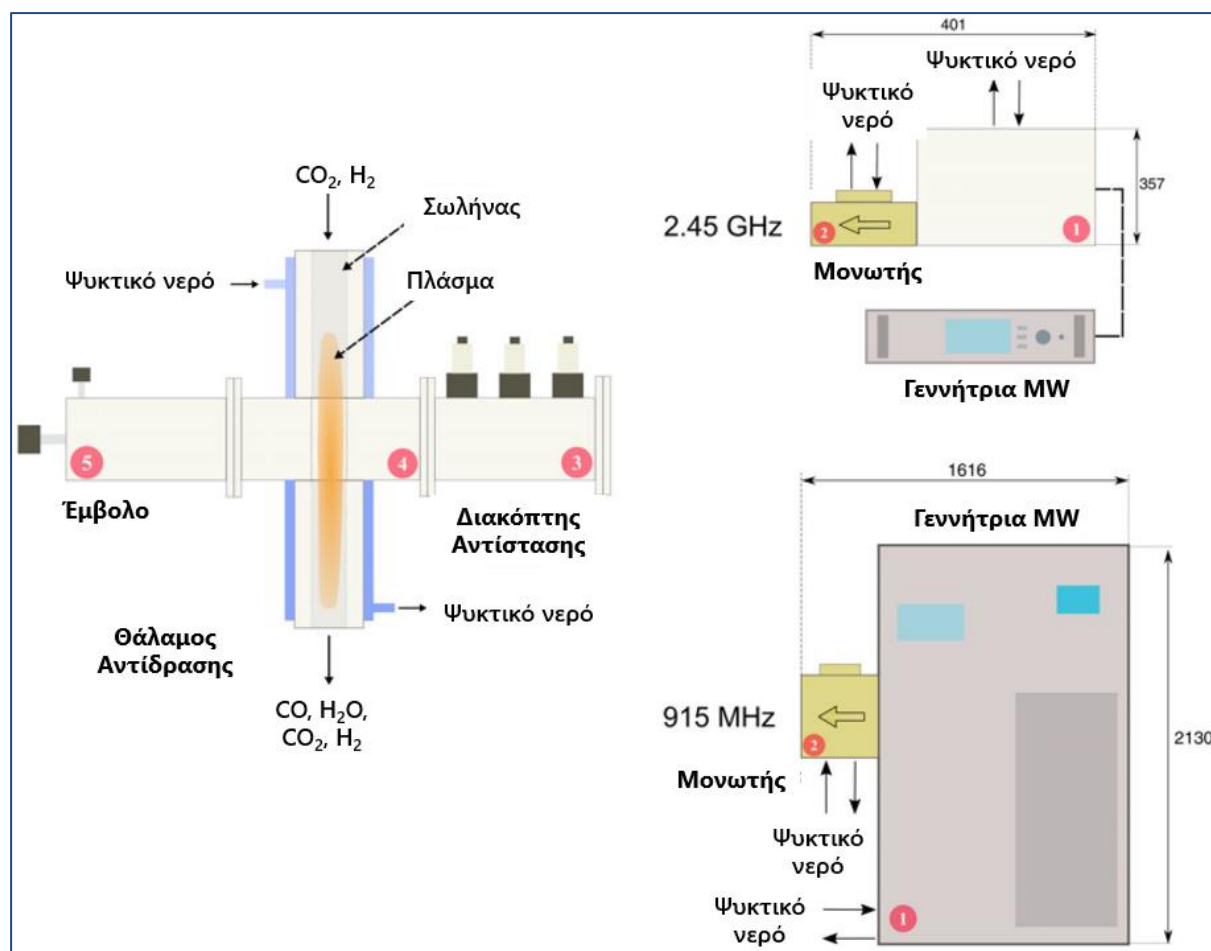 CO₂, H₂
Σωλήνας
Ψυκτικό νερό
Πλάσμα
5
4
3
Έμβολο
Διακόπτης
Αντίστασης
Ψυκτικό νερό
Θάλαμος
Αντίδρασης
CO, H₂O,
CO₂, H₂
401
Ψυκτικό νερό
Ψυκτικό
νερό
357
2.45 GHz
2
1
Μονωτής
Γεννήτρια MW
1616
Γεννήτρια MW
915 MHz
2
2130
Μονωτής
Ψυκτικό
νερό
Ψυκτικό
νερό
1